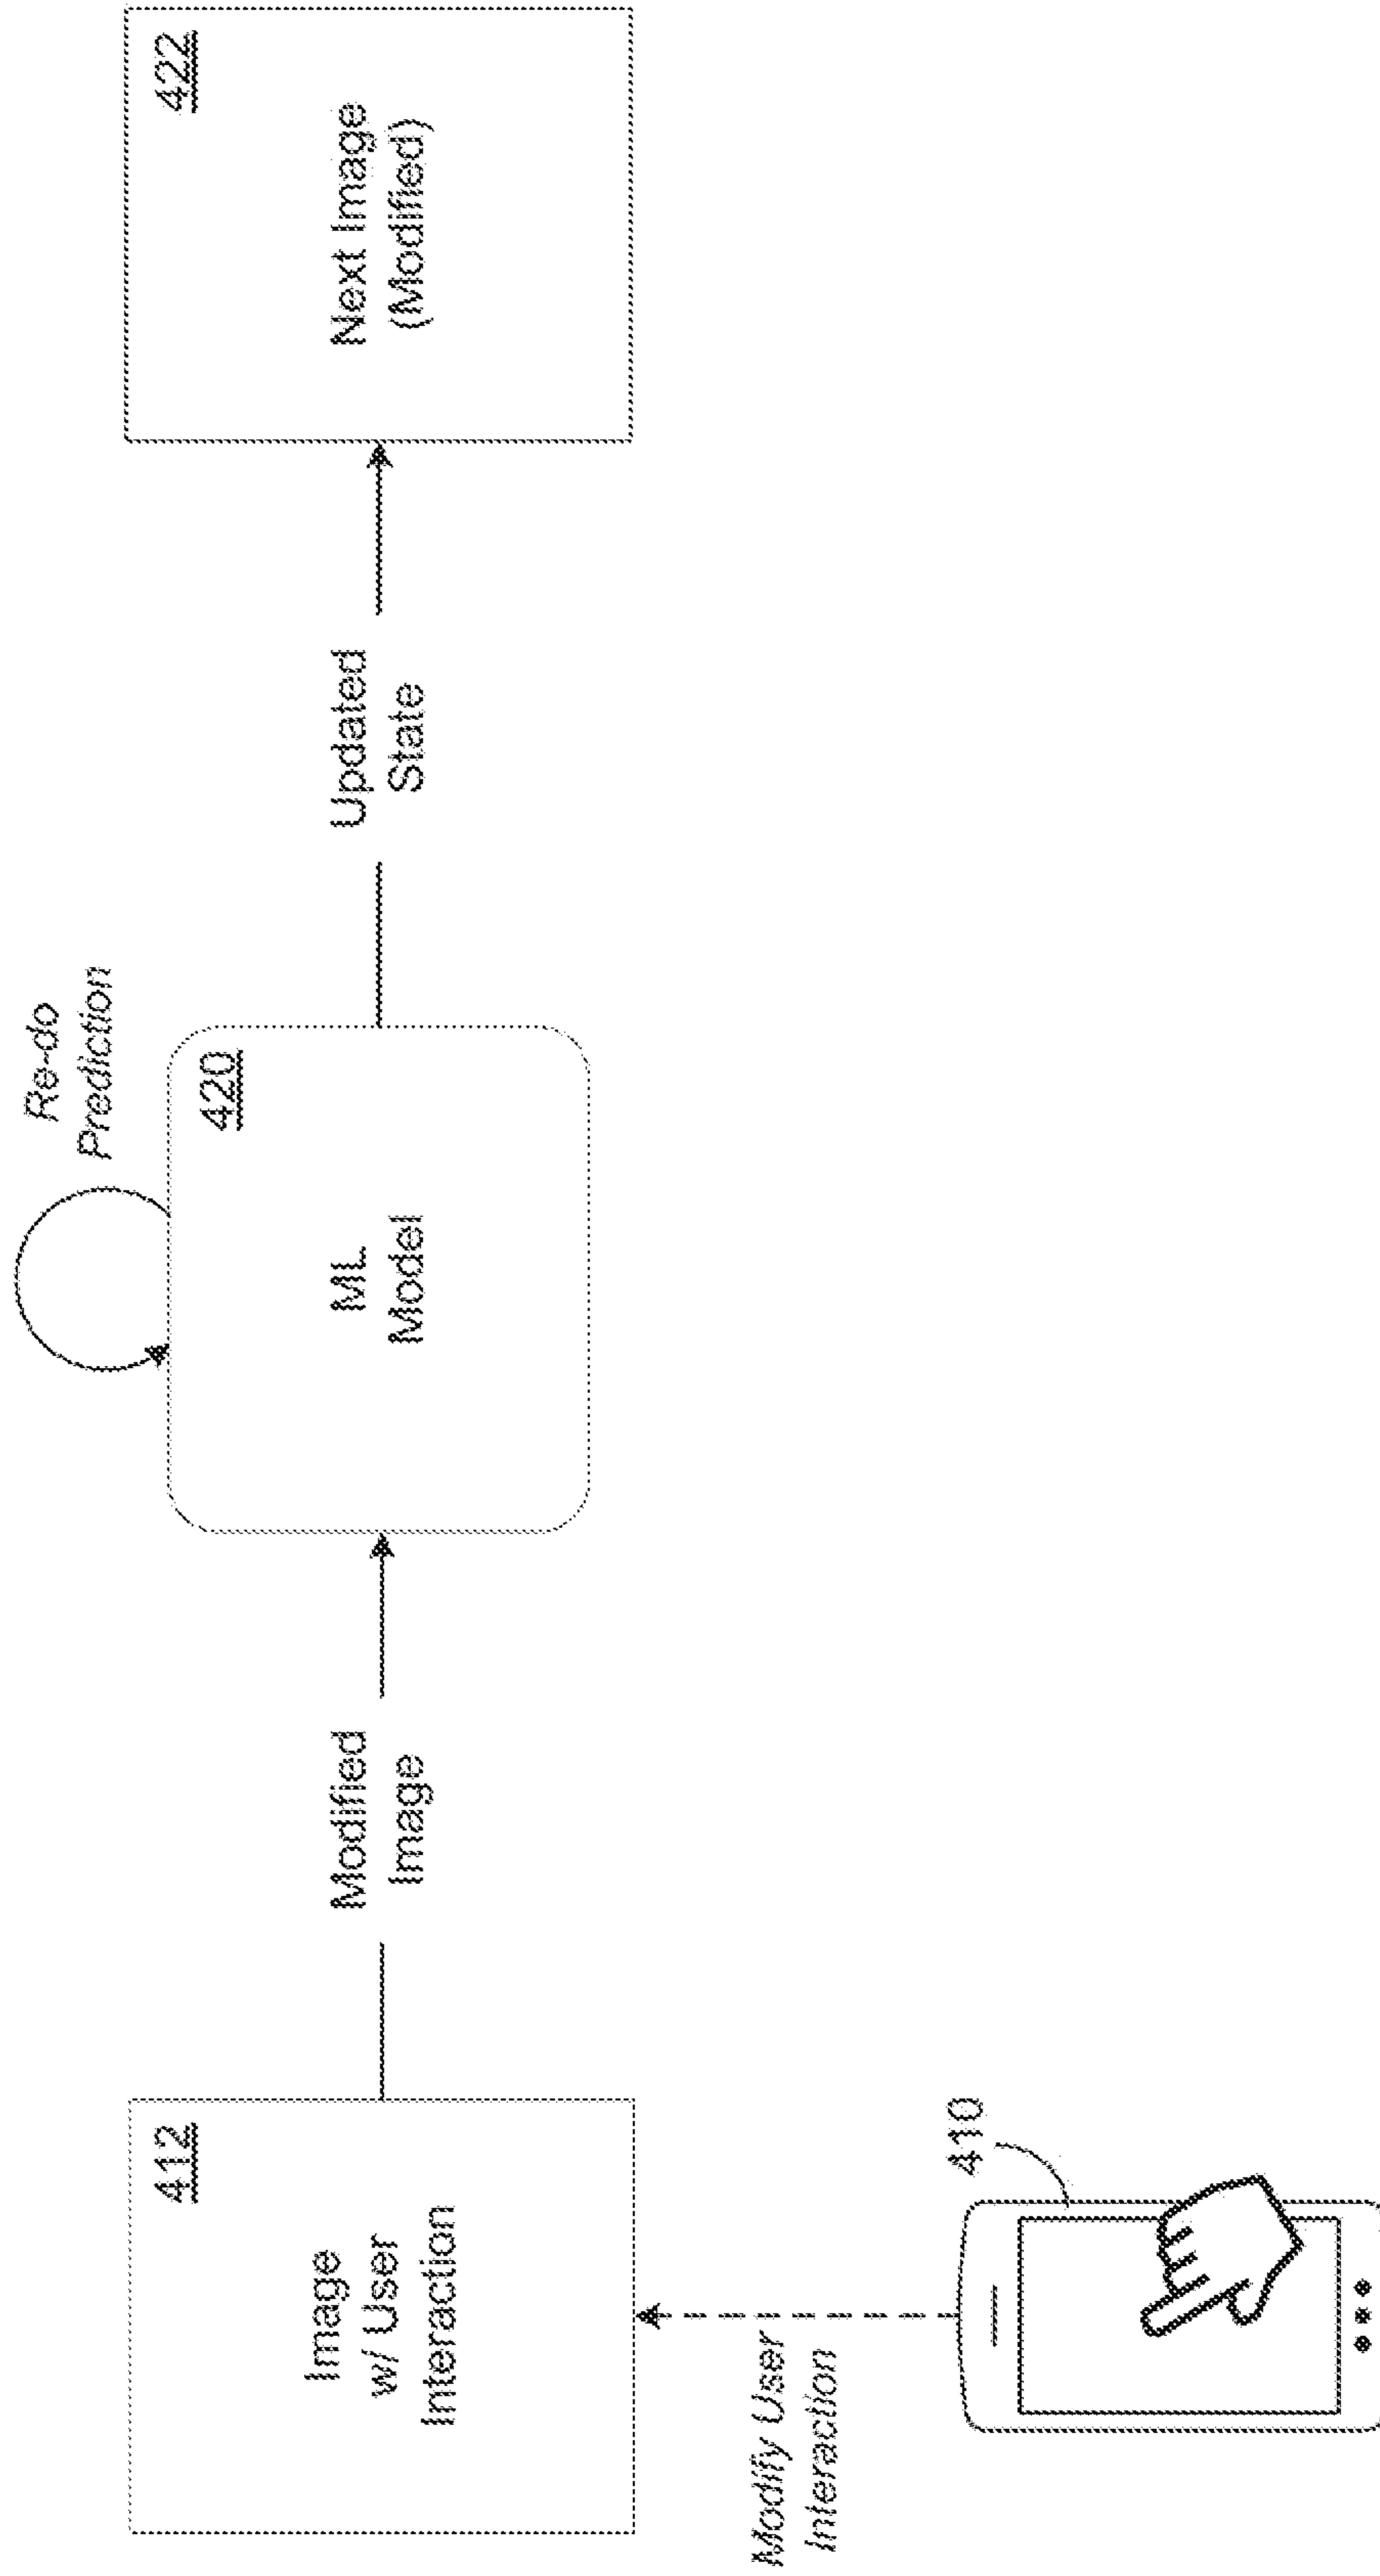 Re-do
Prediction
412
Image
w/ User
Interaction
Modified
Image
420
ML
Model
Updated
State
422
Next Image
(Modified)
Modify User
Interaction
410